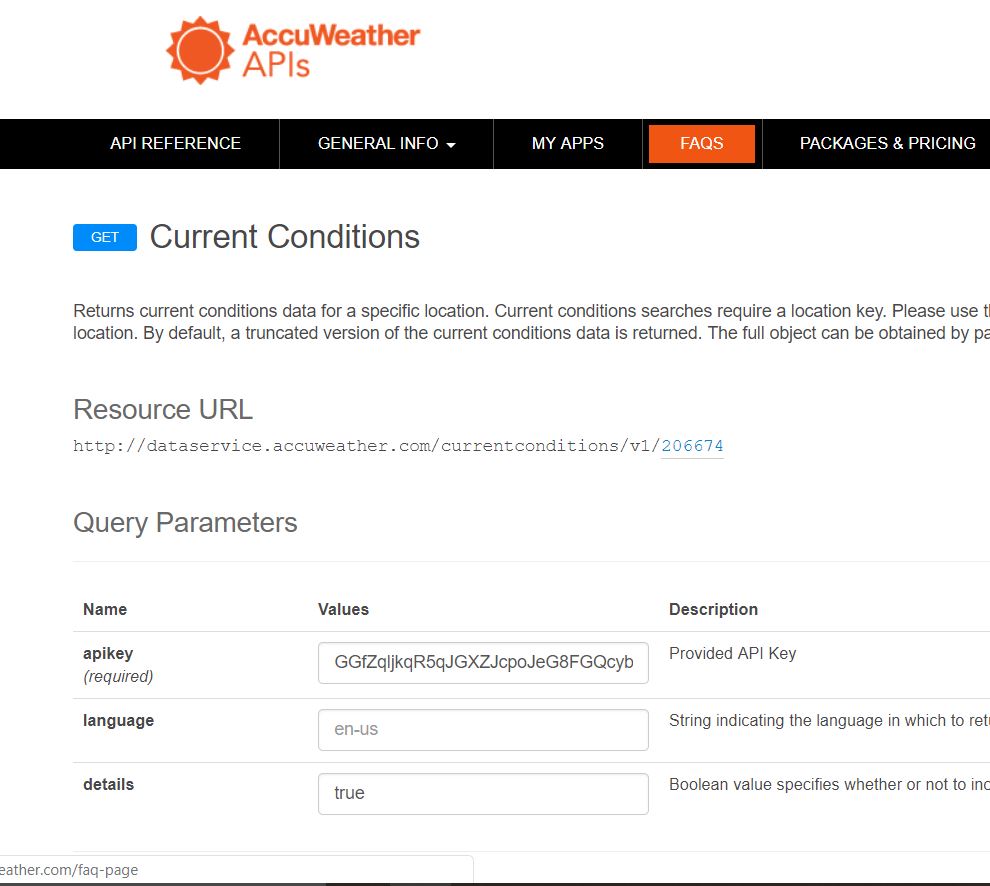 AccuWeather
APIs
API REFERENCE GENERAL INFO MY APPS FAQS PACKAGES & PRICING
GET Current Conditions
Returns current conditions data for a specific location. Current conditions searches require a location key. Please use
location. By default, a truncated version of the current conditions data is returned. The full object can be obtained by
Resource URL
http://dataservice.accuweather.com/currentconditions/v1/206674
Query Parameters
Name Values Description
apikey GGfZqljkqR5qJGXZJcpoJeG8FGQcyb Provided API Key
(required)
language en-us String indicating the language in which to
details true Boolean value specifies whether or not to
eather.com/faq-page